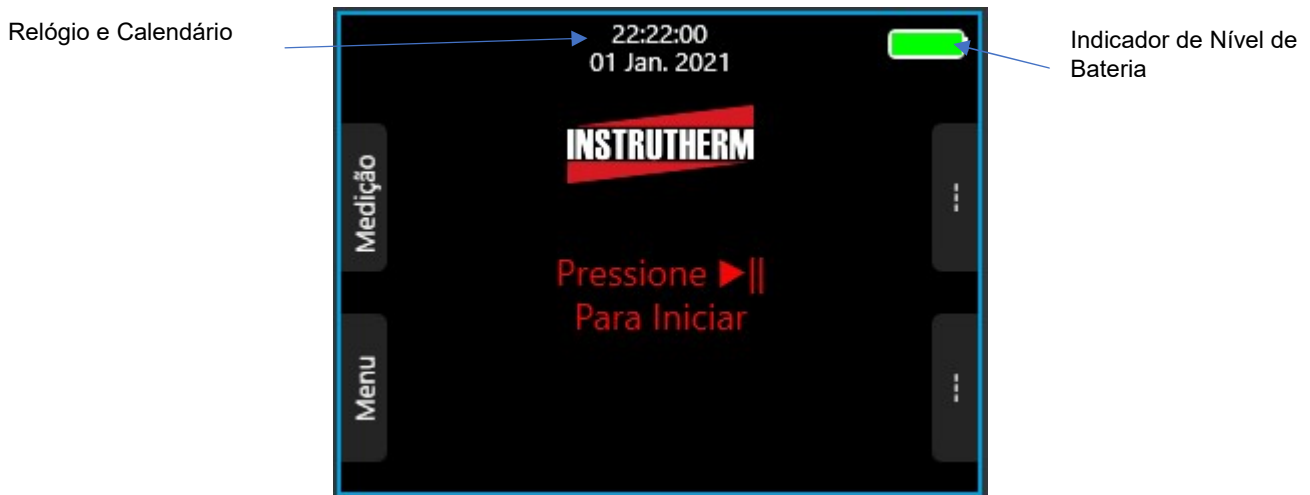 Relógio e Calendário
22:22:00
01 Jan. 2021
Indicador de Nível de
Bateria
INSTRUTHERM
Medição
---
Pressione ▶||
Para Iniciar
Menu
---